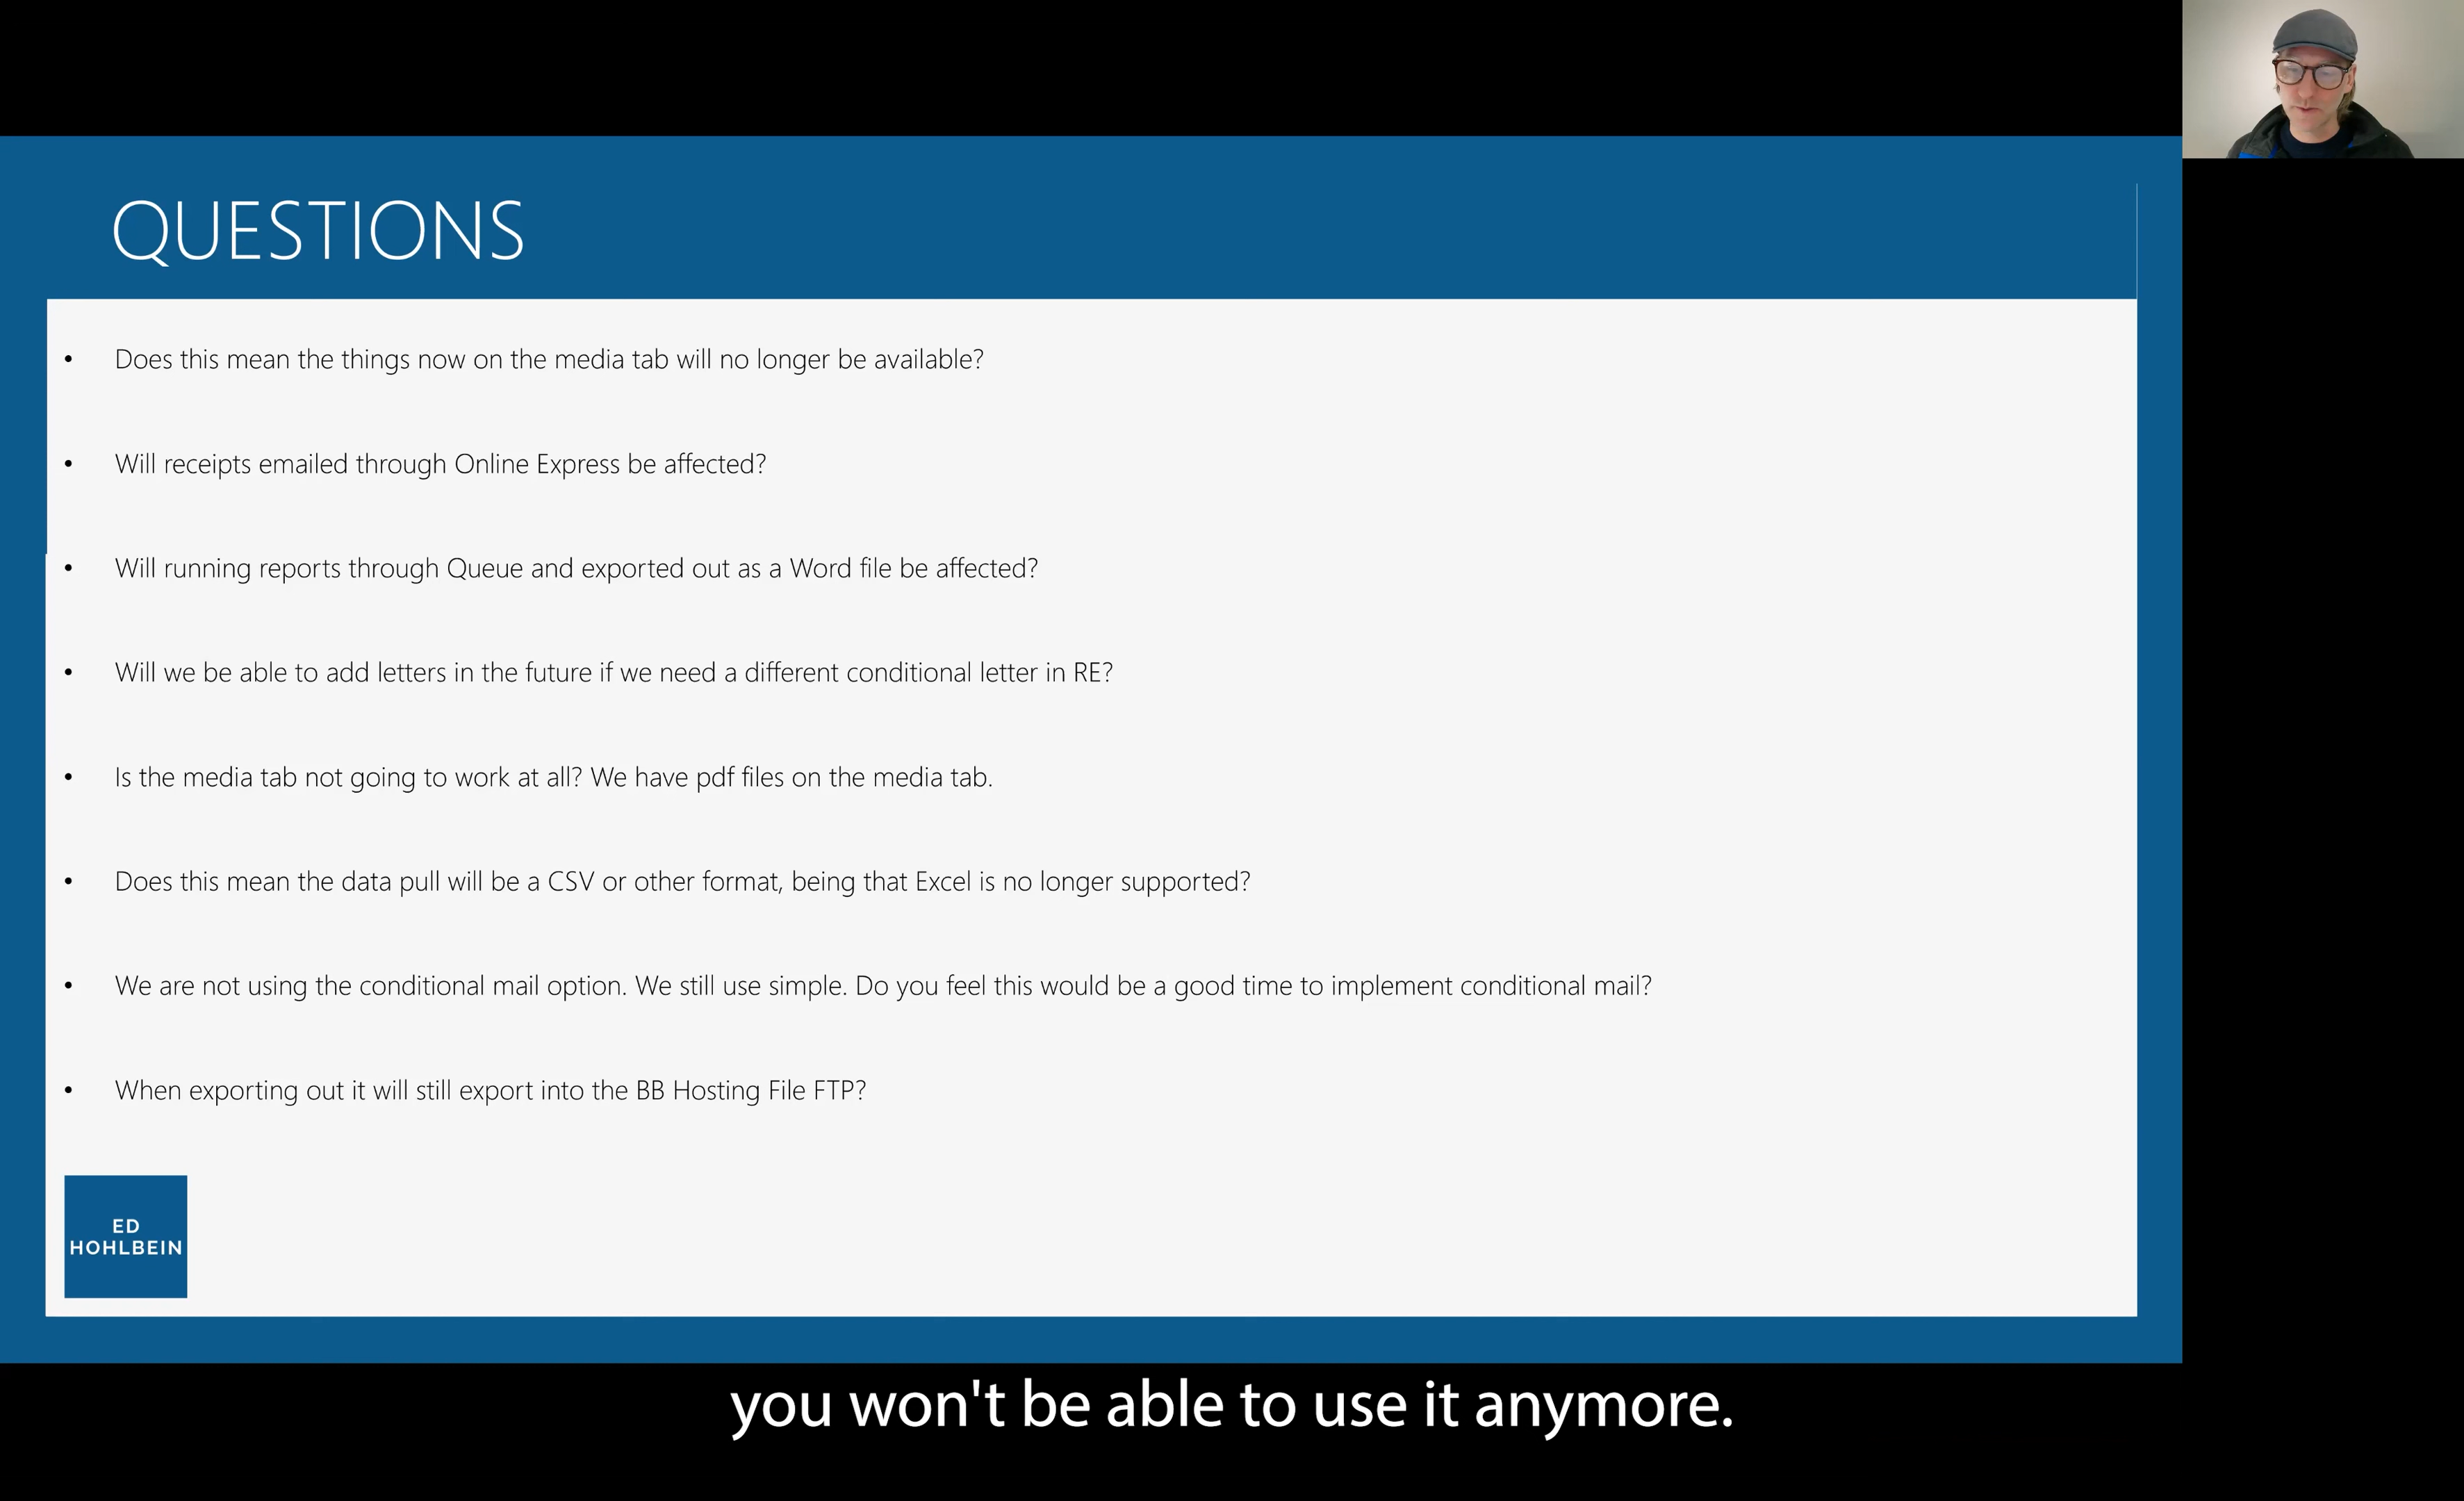 QUESTIONS
• Does this mean the things now on the media tab will no longer be available?
• Will receipts emailed through Online Express be affected?
• Will running reports through Queue and exported out as a Word file be affected?
• Will we be able to add letters in the future if we need a different conditional letter in RE?
• Is the media tab not going to work at all? We have pdf files on the media tab.
• Does this mean the data pull will be a CSV or other format, being that Excel is no longer supported?
• We are not using the conditional mail option. We still use simple. Do you feel this would be a good time to implement conditional mail?
• When exporting out it will still export into the BB Hosting File FTP?
ED
HOHLBEIN
you won't be able to use it anymore.